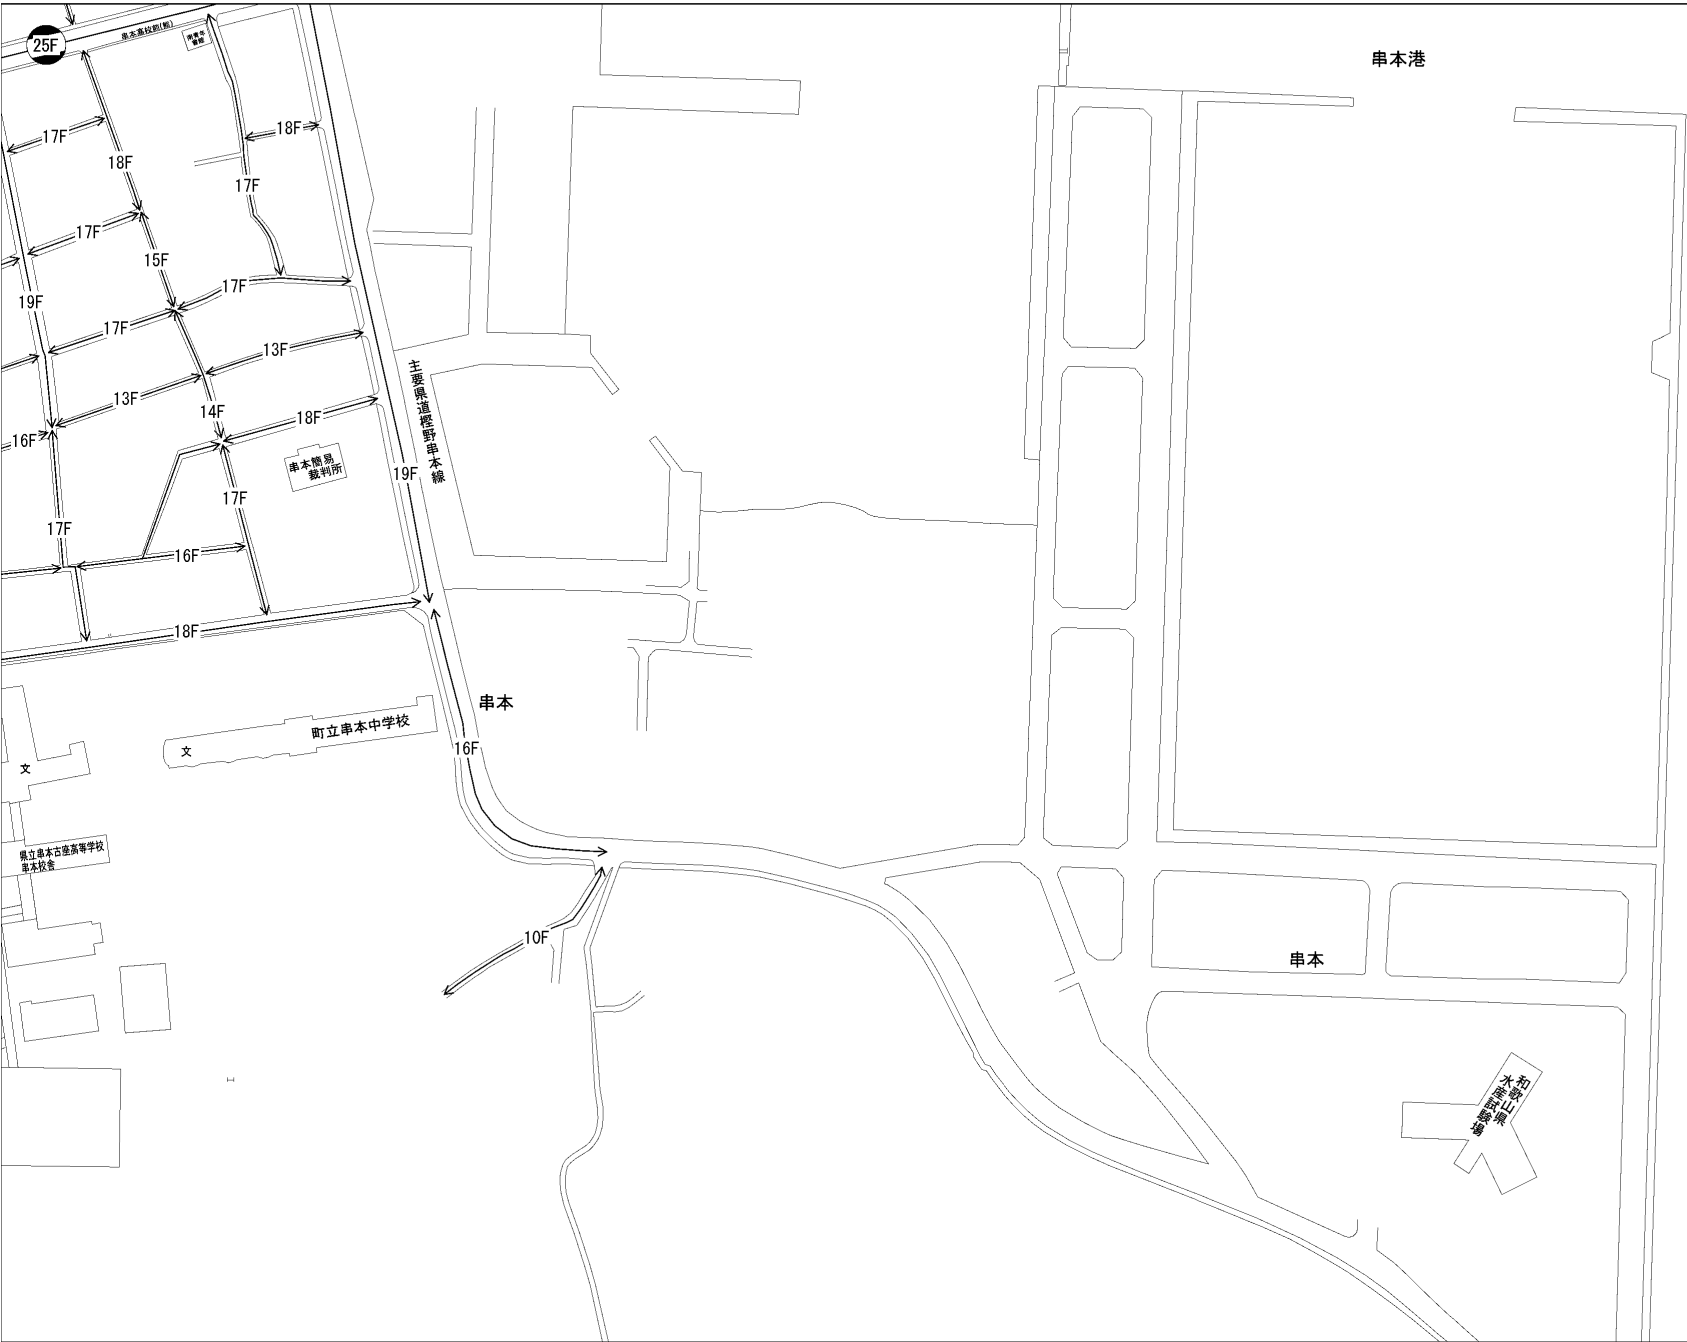 25F
串本高校前(船)
串本港
17F
18F
18F
17F
17F
15F
17F
19F
17F
13F
13F
主要県道樫野串本線
14F
18F
16F
串本簡易
裁判所
19F
17F
17F
16F
18F
串本
町立串本中学校
文
16F
文
県立串本古座高等学校
串本校舎
10F
串本
和歌山県
水産試験場